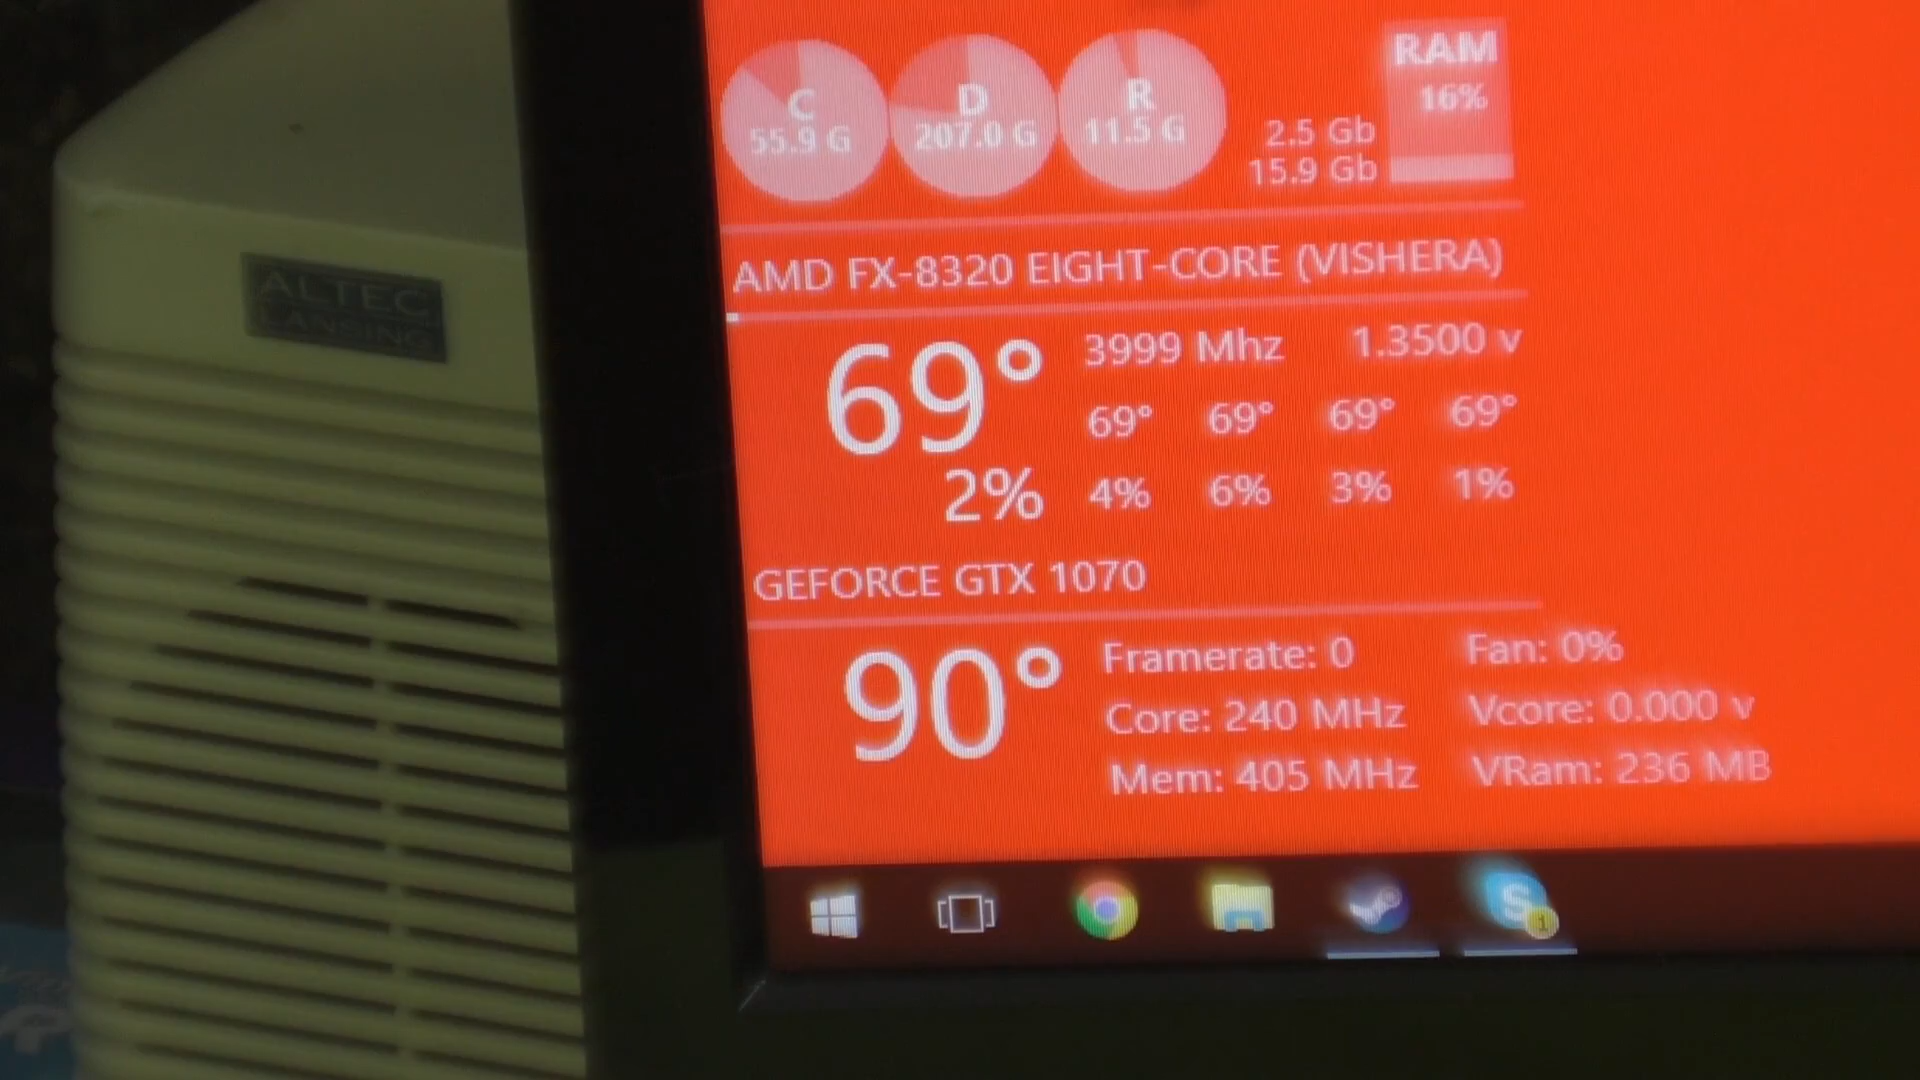 ALTEC
LANSING
C
55.9 G
D
207.0 G
R
11.5 G
2.5 Gb
15.9 Gb
RAM
16%
AMD FX-8320 EIGHT-CORE (VISHERA)
69° 3999 Mhz 1.3500 v
69° 69° 69° 69°
2% 4% 6% 3% 1%
GEFORCE GTX 1070
90° Framerate: 0 Fan: 0%
Core: 240 MHz Vcore: 0.000 v
Mem: 405 MHz VRam: 236 MB
S
1